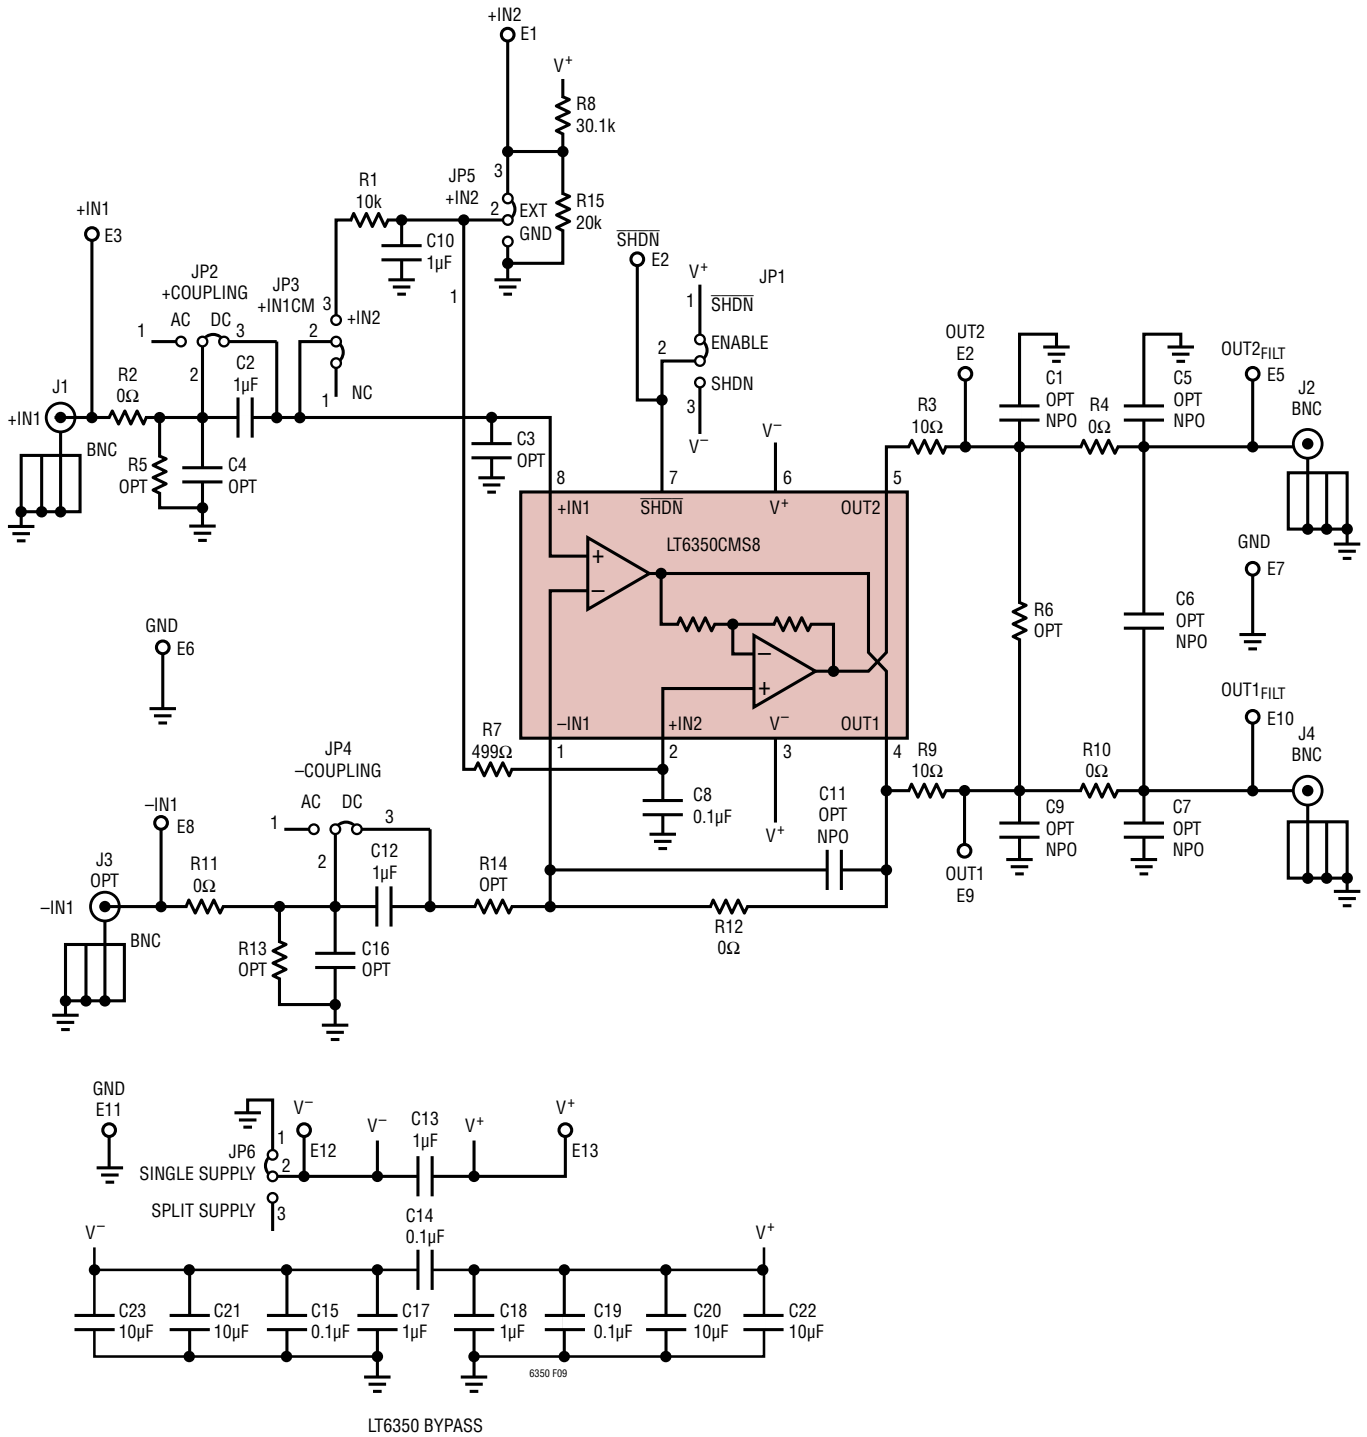 +IN2
E1
V+
R8
30.1k
3
JP5
+IN2
2
EXT
GND
R15
20k
R1
10k
C10
1µF
+IN1
E3
JP2
+COUPLING
1
AC
DC
3
2
JP3
+IN1CM
3
+IN2
2
1
NC
1
SHDN
E2
V+
JP1
1
SHDN
2
ENABLE
SHDN
3
V–
J1
+IN1
BNC
R2
0Ω
C2
1µF
R5
OPT
C4
OPT
C3
OPT
V–
8
7
6
5
+IN1
SHDN
V+
OUT2
LT6350CMS8
+
–
–
+
–IN1
+IN2
V–
OUT1
1
2
3
4
V+
OUT2
E2
R3
10Ω
C1
OPT
NPO
R4
0Ω
C5
OPT
NPO
OUT2FILT
E5
J2
BNC
GND
E7
R6
OPT
C6
OPT
NPO
OUT1FILT
E10
J4
BNC
R9
10Ω
R10
0Ω
C9
OPT
NPO
C7
OPT
NPO
OUT1
E9
GND
E6
R7
499Ω
C8
0.1µF
C11
OPT
NPO
JP4
–COUPLING
1
AC
DC
3
2
–IN1
E8
J3
OPT
–IN1
BNC
R11
0Ω
C12
1µF
R14
OPT
R13
OPT
C16
OPT
R12
0Ω
GND
E11
JP6
1
SINGLE SUPPLY
2
SPLIT SUPPLY
3
V–
E12
V–
C13
1µF
V+
V+
E13
V–
C14
0.1µF
V+
C23
10µF
C21
10µF
C15
0.1µF
C17
1µF
C18
1µF
C19
0.1µF
C20
10µF
C22
10µF
6350 F09
LT6350 BYPASS